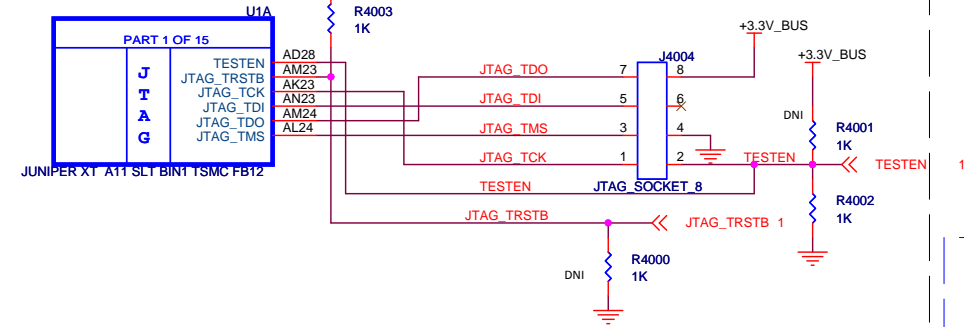 U1A
R4003
1K
PART 1 OF 15
J
T
A
G
TESTEN
JTAG_TRSTB
JTAG_TCK
JTAG_TDI
JTAG_TDO
JTAG_TMS
AD28
AM23
AK23
AN23
AM24
AL24
JUNIPER XT A11 SLT BIN1 TSMC FB12
JTAG_TDO
JTAG_TDI
JTAG_TMS
JTAG_TCK
TESTEN
JTAG_TRSTB
J4004
7
8
5
6
3
4
1
2
JTAG_SOCKET_8
+3.3V_BUS
+3.3V_BUS
DNI
R4001
1K
TESTEN
TESTEN
1
R4002
1K
JTAG_TRSTB 1
DNI
R4000
1K